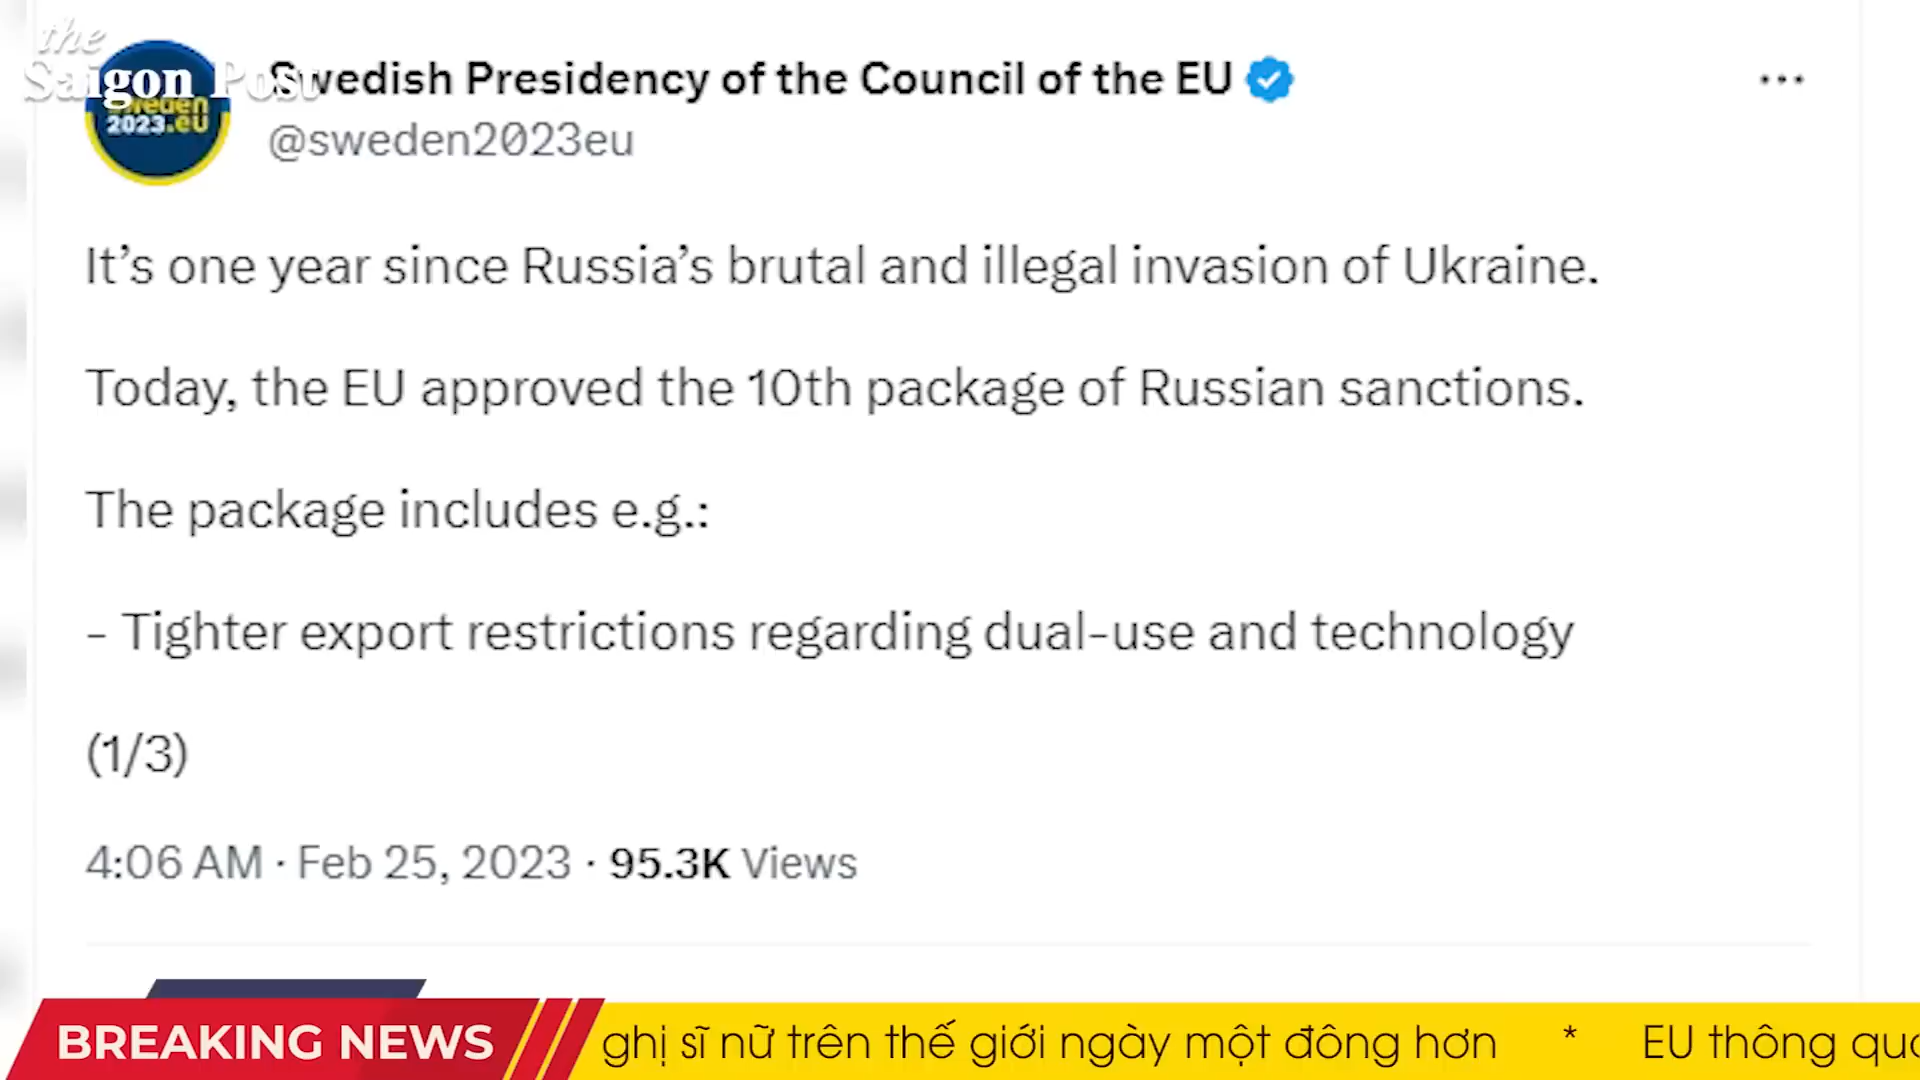 the
Saigon Post
Swedish Presidency of the Council of the EU
sweden
2023.eu
@sweden2023eu
It’s one year since Russia’s brutal and illegal invasion of Ukraine.
Today, the EU approved the 10th package of Russian sanctions.
The package includes e.g.:
- Tighter export restrictions regarding dual-use and technology
(1/3)
4:06 AM · Feb 25, 2023 · 95.3K Views
BREAKING NEWS
ghị sĩ nữ trên thế giới ngày một đông hơn * EU thông qu